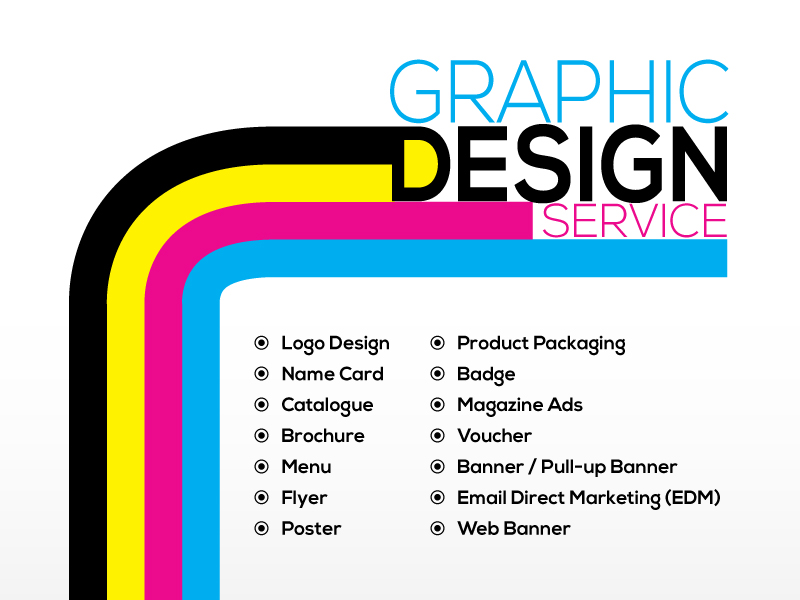 GRAPHIC
DESIGN
SERVICE
Logo Design
Name Card
Catalogue
Brochure
Menu
Flyer
Poster
Product Packaging
Badge
Magazine Ads
Voucher
Banner / Pull-up Banner
Email Direct Marketing (EDM)
Web Banner